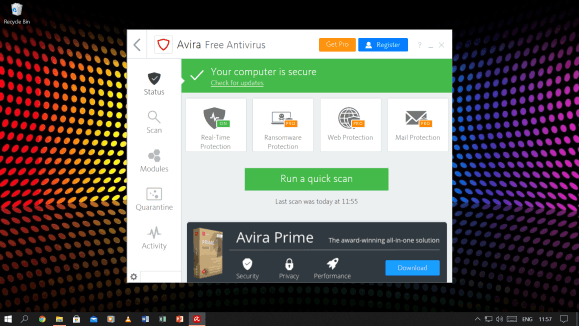 Recycle Bin
Avira Free Antivirus
Get Pro
Register
?
Your computer is secure
Check for updates
Status
Scan
Modules
Quarantine
Activity
Real-Time
Protection
PRO
Ransomware
Protection
PRO
Web Protection
PRO
Mail Protection
Run a quick scan
Last scan was today at 11:55
Avira Prime
The award-winning all-in-one solution
Security
Privacy
Performance
Download
ENG
11:57